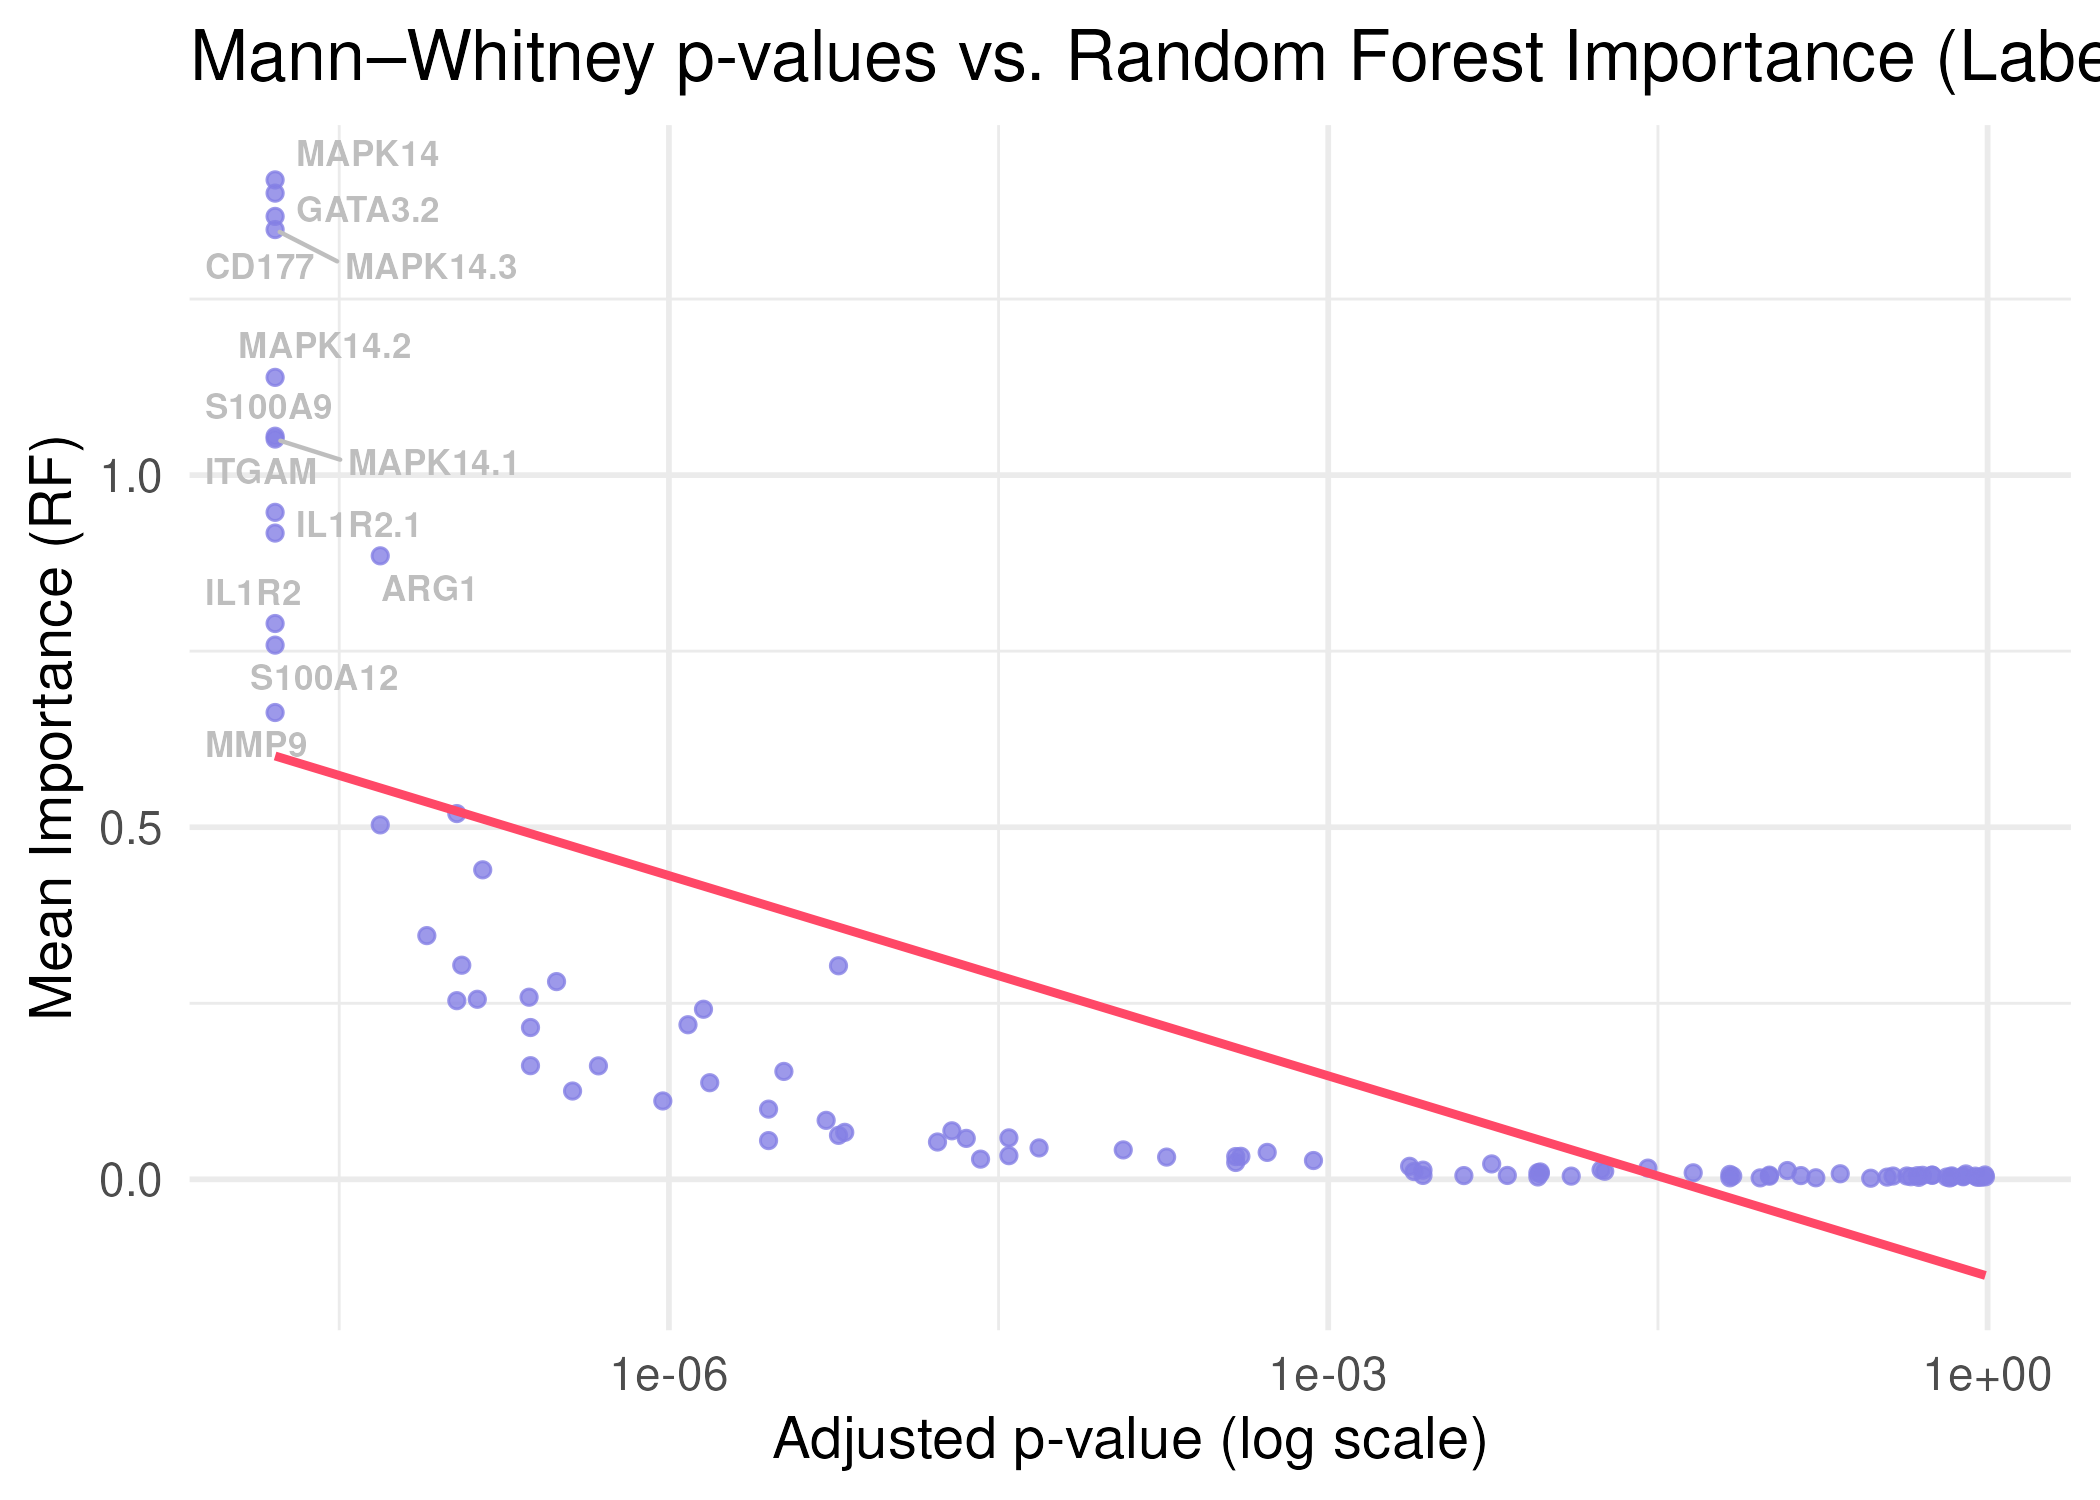 Mann–Whitney p-values vs. Random Forest Importance (Labe
MAPK14
GATA3.2
CD177
MAPK14.3
MAPK14.2
S100A9
MAPK14.1
ITGAM
IL1R2.1
ARG1
IL1R2
S100A12
MMP9
Mean Importance (RF)
1.0
0.5
0.0
1e-06
1e-03
1e+00
Adjusted p-value (log scale)